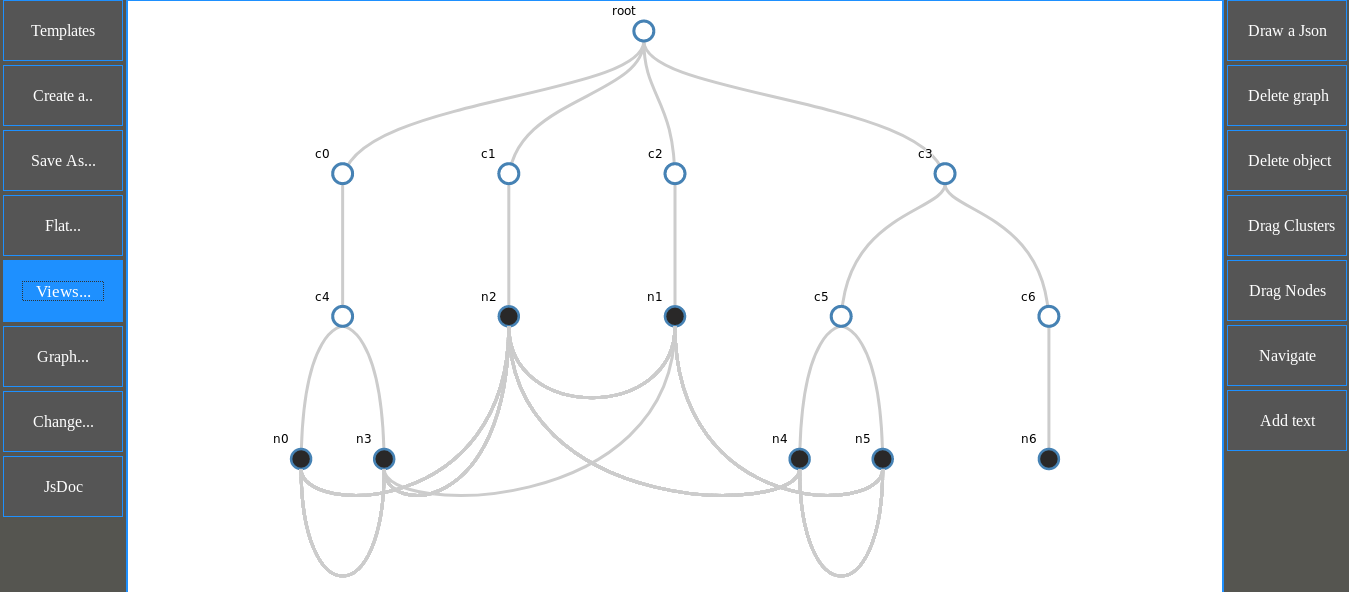 Templates
Create a..
Save As...
Flat...
Views...
Graph...
Change...
JsDoc
root
c0 c1 c2 c3
c4 n2 n1 c5 c6
n0 n3 n4 n5 n6
Draw a Json
Delete graph
Delete object
Drag Clusters
Drag Nodes
Navigate
Add text